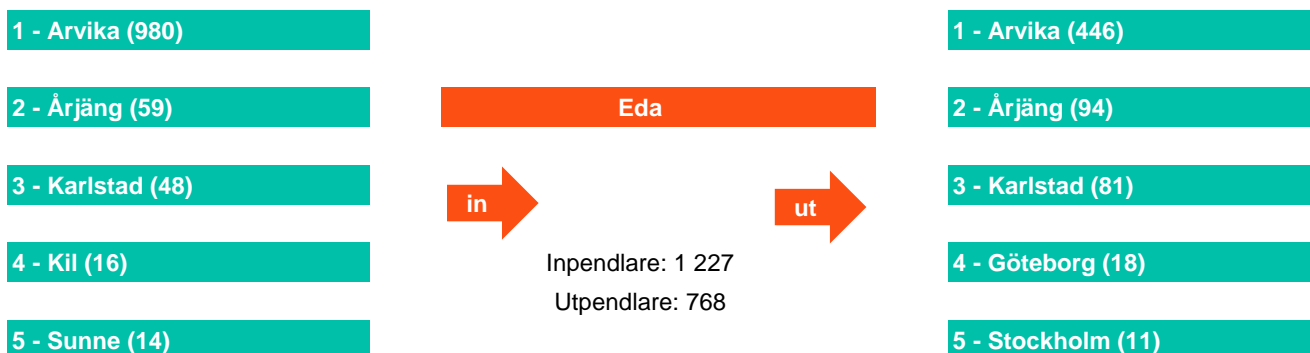 1 - Arvika (980)
2 - Årjäng (59)
3 - Karlstad (48)
4 - Kil (16)
5 - Sunne (14)
Eda
in
ut
Inpendlare: 1 227
Utpendlare: 768
1 - Arvika (446)
2 - Årjäng (94)
3 - Karlstad (81)
4 - Göteborg (18)
5 - Stockholm (11)